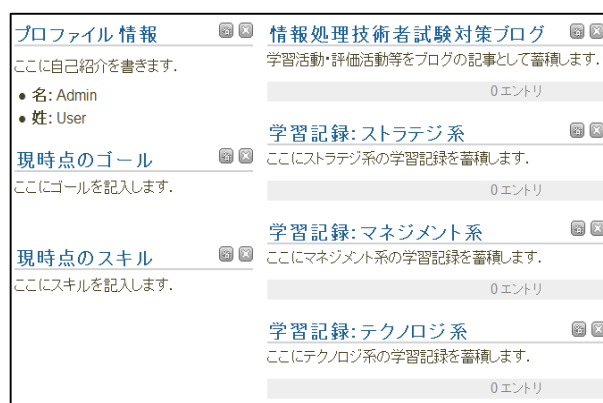 プロファイル情報
ここに自己紹介を書きます.
• 名: Admin
• 姓: User
現時点のゴール
ここにゴールを記入します.
現時点のスキル
ここにスキルを記入します.
情報処理技術者試験対策ブログ
学習活動・評価活動等をブログの記事として蓄積します.
0エントリ
学習記録: ストラテジ系
ここにストラテジ系の学習記録を蓄積します.
0エントリ
学習記録: マネジメント系
ここにマネジメント系の学習記録を蓄積します.
0エントリ
学習記録: テクノロジ系
ここにテクノロジ系の学習記録を蓄積します.
0エントリ